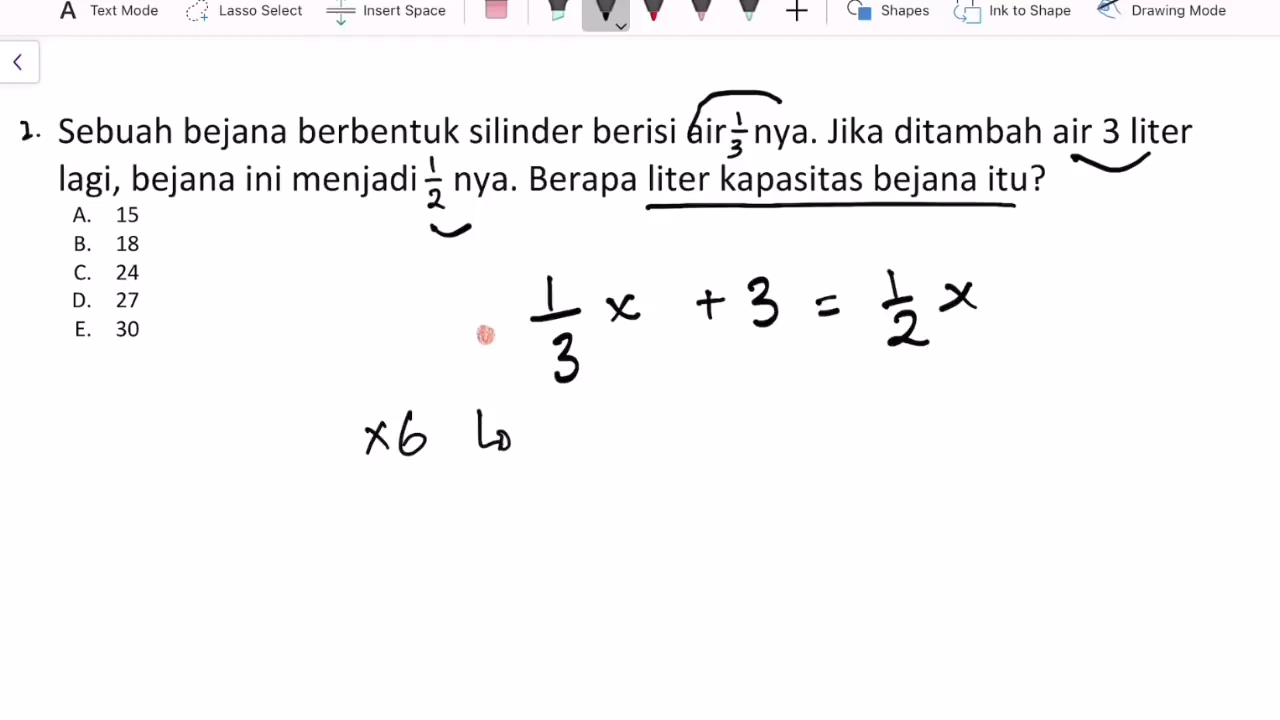 A Text Mode Lasso Select Insert Space Shapes Ink to Shape Drawing Mode
2. Sebuah bejana berbentuk silinder berisi air 1/3 nya. Jika ditambah air 3 liter
lagi, bejana ini menjadi 1/2 nya. Berapa liter kapasitas bejana itu?
A. 15
B. 18
C. 24
D. 27
E. 30
1/3 x + 3 = 1/2 x
×6